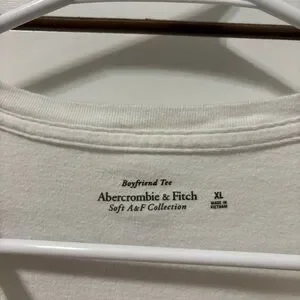 Boyfriend Tee
Abercrombie & Fitch
Soft A&F Collection
XL
MADE IN
VIETNAM